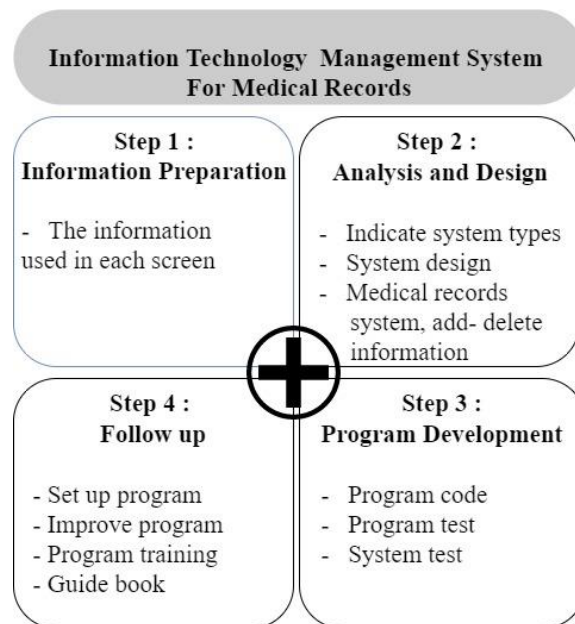 Information Technology Management System
For Medical Records
Step 1 :
Information Preparation
- The information
used in each screen
Step 2 :
Analysis and Design
- Indicate system types
- System design
- Medical records
system, add- delete
information
Step 4 :
Follow up
- Set up program
- Improve program
- Program training
- Guide book
Step 3 :
Program Development
- Program code
- Program test
- System test